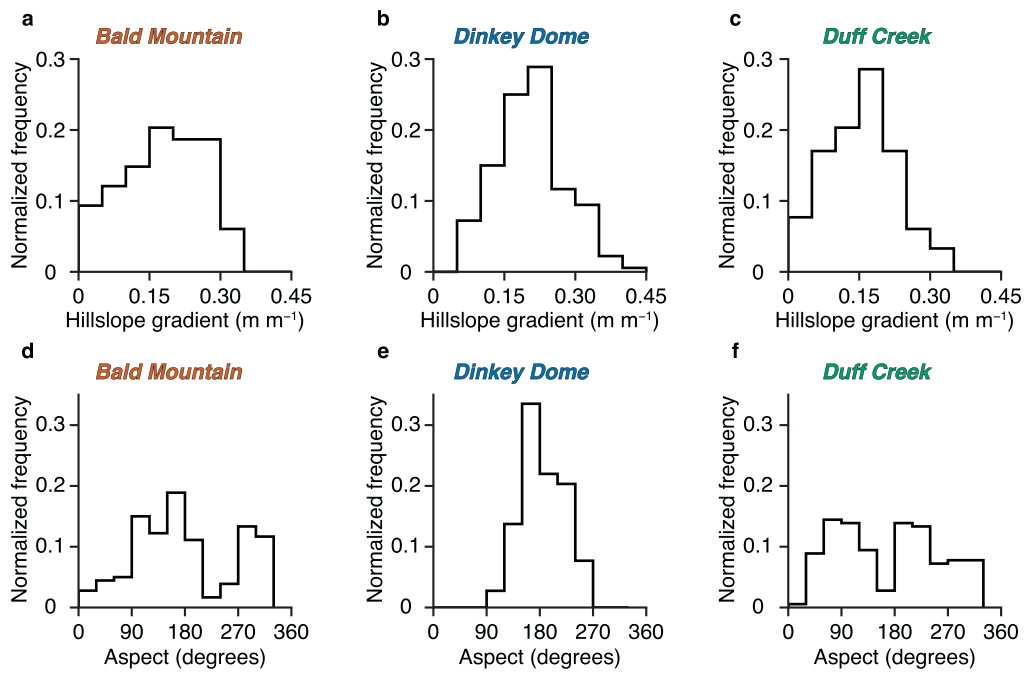 a
Bald Mountain
Normalized frequency
0.3
0.2
0.1
0
0 0.15 0.30 0.45
Hillslope gradient (m m⁻¹)
b
Dinkey Dome
Normalized frequency
0.3
0.2
0.1
0
0 0.15 0.30 0.45
Hillslope gradient (m m⁻¹)
c
Duff Creek
Normalized frequency
0.3
0.2
0.1
0
0 0.15 0.30 0.45
Hillslope gradient (m m⁻¹)
d
Bald Mountain
Normalized frequency
0.3
0.2
0.1
0
0 90 180 270 360
Aspect (degrees)
e
Dinkey Dome
Normalized frequency
0.3
0.2
0.1
0
0 90 180 270 360
Aspect (degrees)
f
Duff Creek
Normalized frequency
0.3
0.2
0.1
0
0 90 180 270 360
Aspect (degrees)